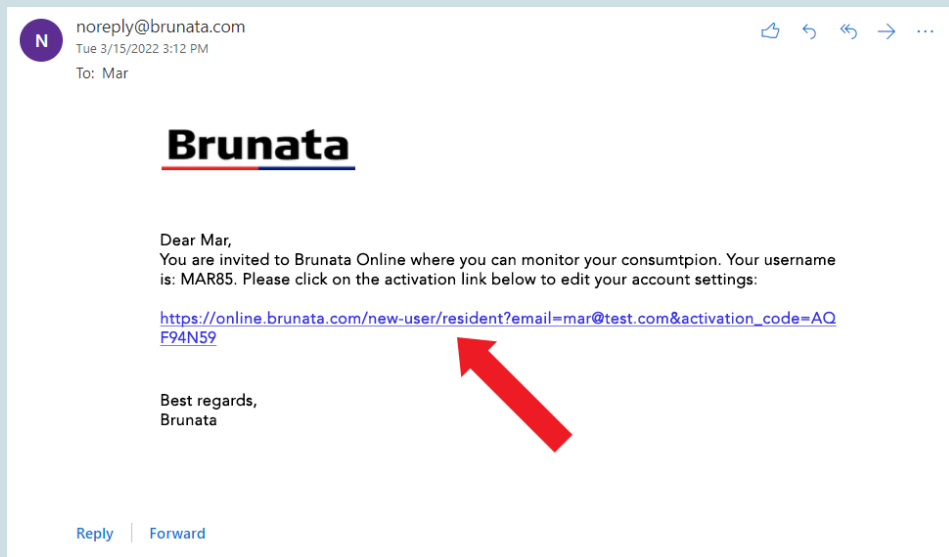 N
noreply@brunata.com
Tue 3/15/2022 3:12 PM
To: Mar
Brunata
Dear Mar,
You are invited to Brunata Online where you can monitor your consumtpion. Your username
is: MAR85. Please click on the activation link below to edit your account settings:
https://online.brunata.com/new-user/resident?email=mar@test.com&activation_code=AQ
F94N59
Best regards,
Brunata
Reply
Forward